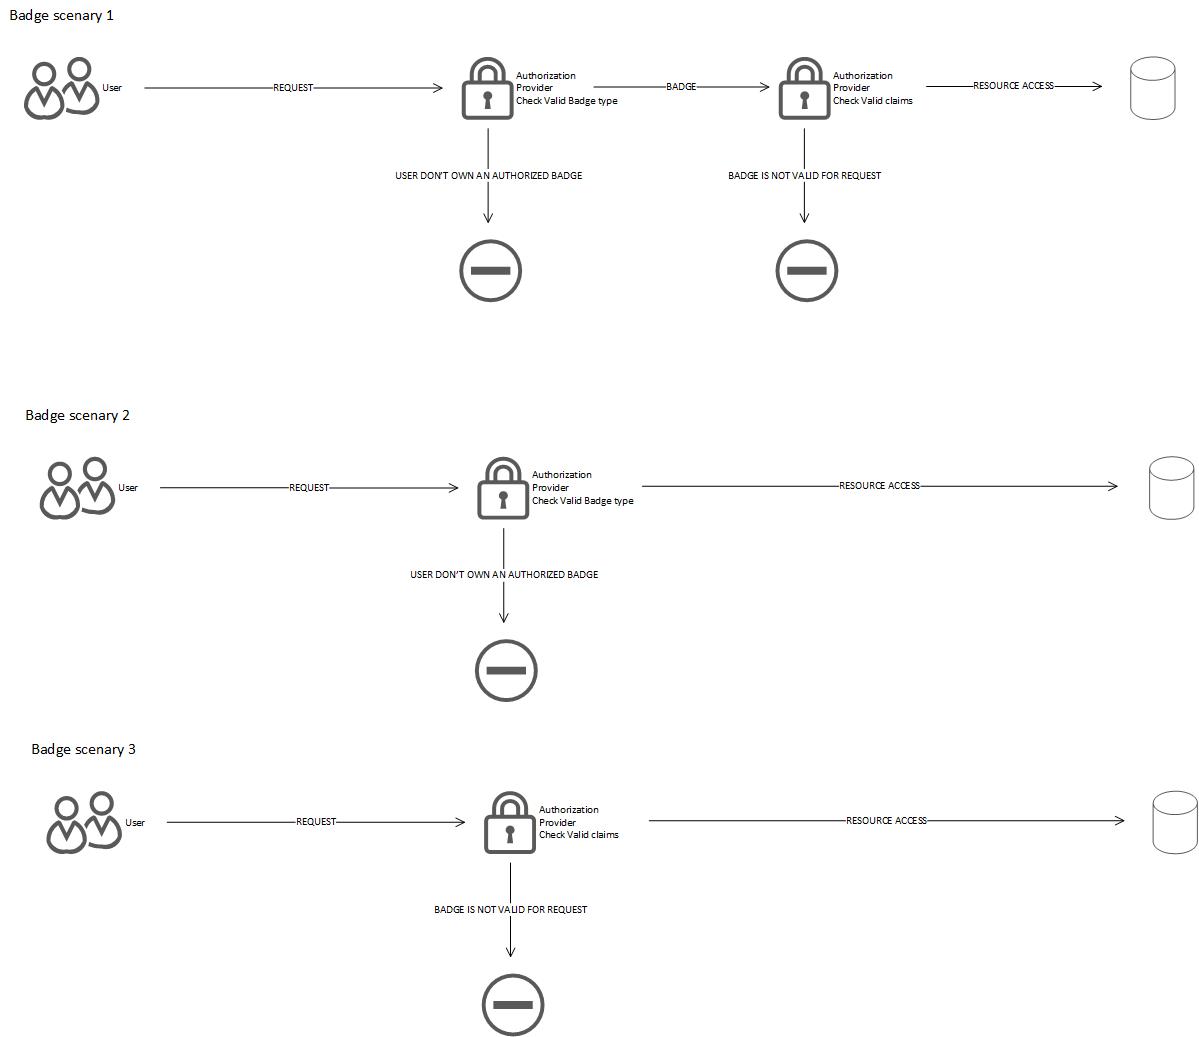 Badge scenary 1
User
REQUEST
Authorization
Provider
Check Valid Badge type
BADGE
Authorization
Provider
Check Valid claims
RESOURCE ACCESS
USER DON'T OWN AN AUTHORIZED BADGE
BADGE IS NOT VALID FOR REQUEST
Badge scenary 2
User
REQUEST
Authorization
Provider
Check Valid Badge type
RESOURCE ACCESS
USER DON'T OWN AN AUTHORIZED BADGE
Badge scenary 3
User
REQUEST
Authorization
Provider
Check Valid claims
RESOURCE ACCESS
BADGE IS NOT VALID FOR REQUEST